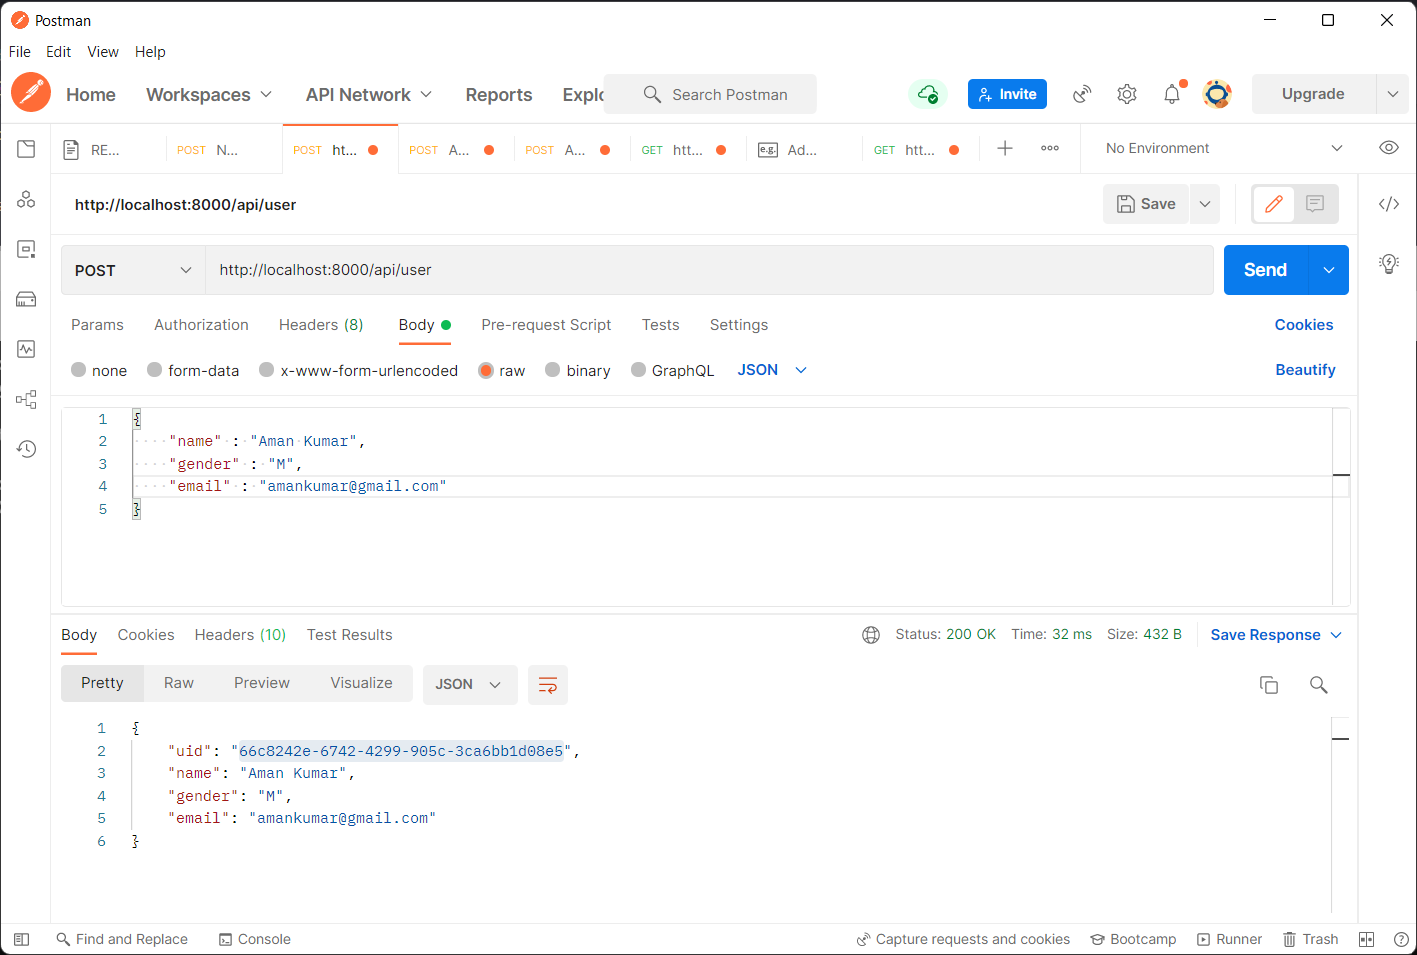 Postman
File Edit View Help
Home Workspaces API Network Reports Explo Search Postman Invite Upgrade
RE... POST N... POST ht... POST A... POST A... GET htt... e.g. Ad... GET htt... No Environment
http://localhost:8000/api/user Save
POST http://localhost:8000/api/user Send
Params Authorization Headers (8) Body Pre-request Script Tests Settings Cookies
none form-data x-www-form-urlencoded raw binary GraphQL JSON Beautify
1 {
2 "name" : "Aman Kumar",
3 "gender" : "M",
4 "email" : "amankumar@gmail.com"
5 }
Body Cookies Headers (10) Test Results Status: 200 OK Time: 32 ms Size: 432 B Save Response
Pretty Raw Preview Visualize JSON
1 {
2 "uid": "66c8242e-6742-4299-905c-3ca6bb1d08e5",
3 "name": "Aman Kumar",
4 "gender": "M",
5 "email": "amankumar@gmail.com"
6 }
Find and Replace Console Capture requests and cookies Bootcamp Runner Trash